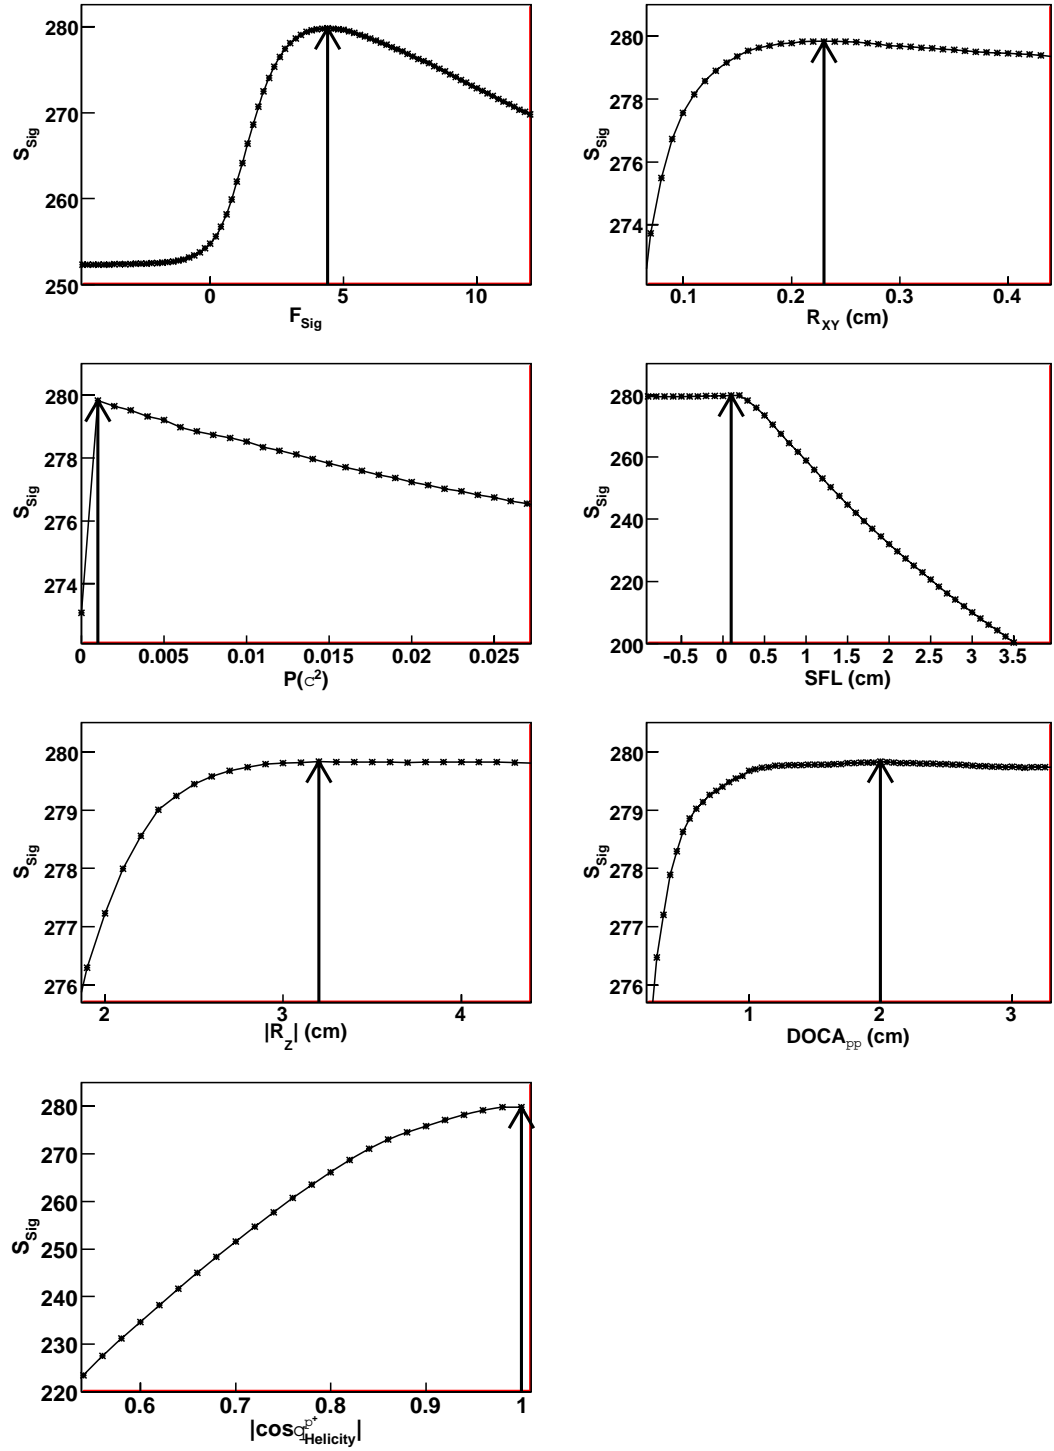 280
270
260
250
S_Sig
0 5 10
F_Sig
280
278
276
274
S_Sig
0.1 0.2 0.3 0.4
R_XY (cm)
280
278
276
274
S_Sig
0 0.005 0.01 0.015 0.02 0.025
P(c²)
280
260
240
220
200
S_Sig
-0.5 0 0.5 1 1.5 2 2.5 3 3.5
SFL (cm)
280
279
278
277
276
S_Sig
2 3 4
|R_Z| (cm)
280
279
278
277
276
S_Sig
1 2 3
DOCA_pp (cm)
280
270
260
250
240
230
220
S_Sig
0.6 0.7 0.8 0.9 1
|cosq^p+_Helicity|